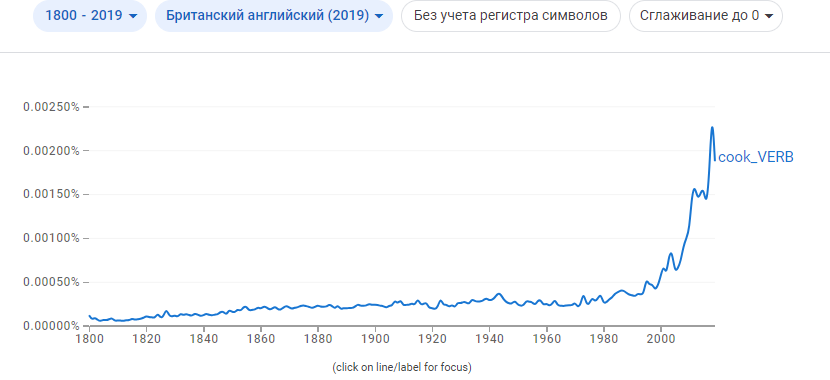 1800 - 2019 Британский английский (2019) Без учета регистра символов Сглаживание до 0
0.00250%
0.00200%
cook_VERB
0.00150%
0.00100%
0.00050%
0.00000%
1800 1820 1840 1860 1880 1900 1920 1940 1960 1980 2000
(click on line/label for focus)